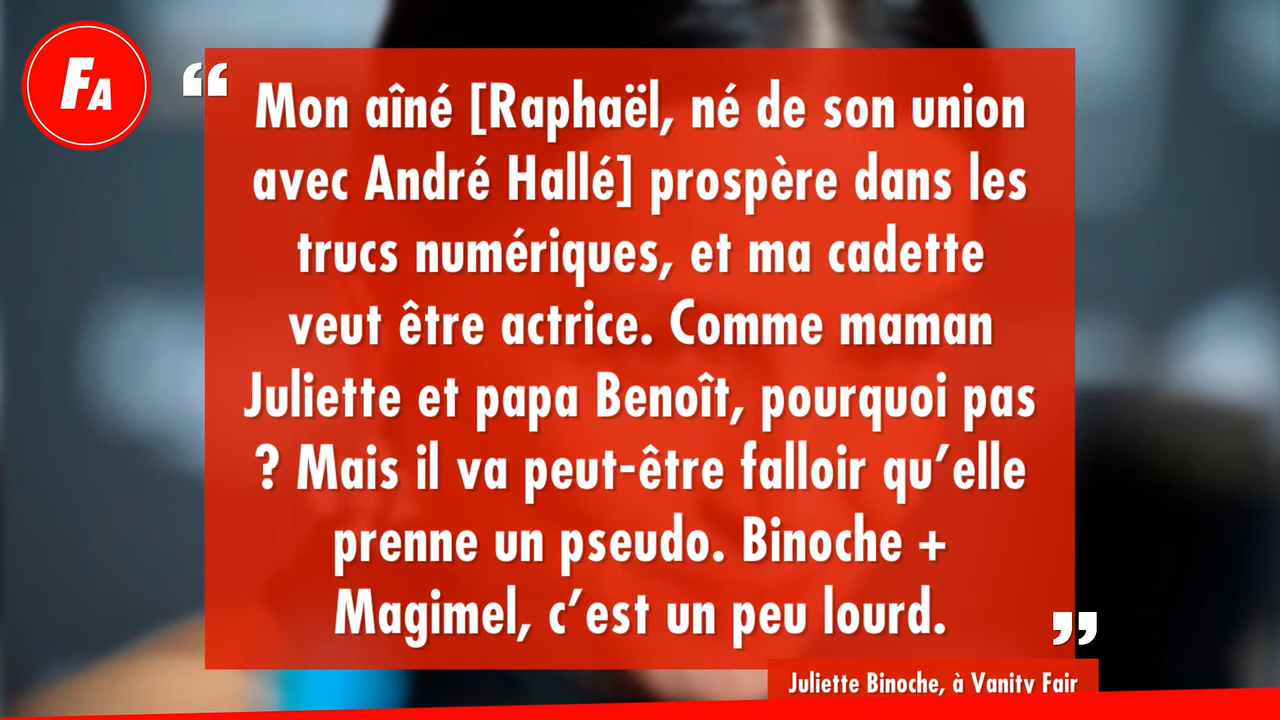 FA
“
Mon aîné [Raphaël, né de son union
avec André Hallé] prospère dans les
trucs numériques, et ma cadette
veut être actrice. Comme maman
Juliette et papa Benoît, pourquoi pas
? Mais il va peut-être falloir qu’elle
prenne un pseudo. Binoche +
Magimel, c’est un peu lourd.
”
Juliette Binoche, à Vanity Fair